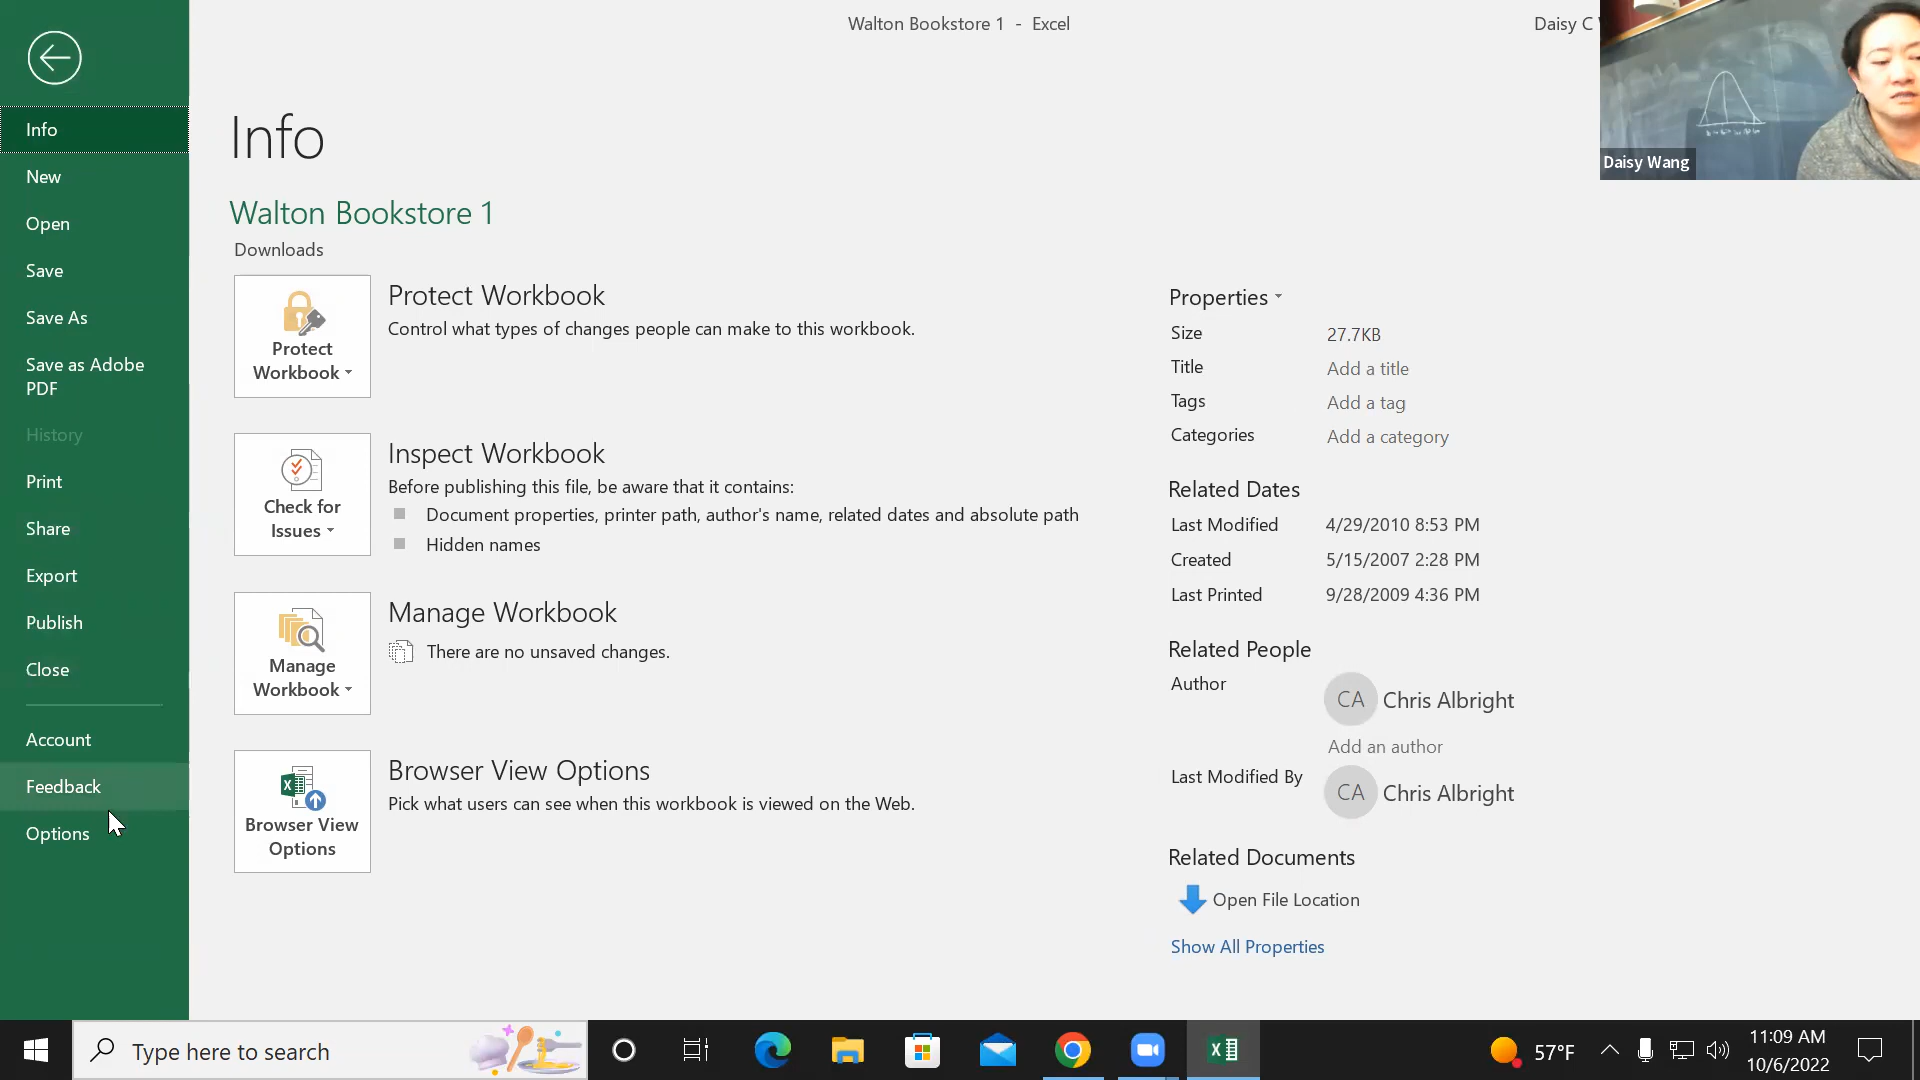 Walton Bookstore 1 - Excel
Daisy C
Daisy Wang
Info
New
Open
Save
Save As
Save as Adobe
PDF
History
Print
Share
Export
Publish
Close
Account
Feedback
Options
Info
Walton Bookstore 1
Downloads
Protect
Workbook
Protect Workbook
Control what types of changes people can make to this workbook.
Check for
Issues
Inspect Workbook
Before publishing this file, be aware that it contains:
Document properties, printer path, author's name, related dates and absolute path
Hidden names
Manage
Workbook
Manage Workbook
There are no unsaved changes.
Browser View
Options
Browser View Options
Pick what users can see when this workbook is viewed on the Web.
Properties
Size 27.7KB
Title Add a title
Tags Add a tag
Categories Add a category
Related Dates
Last Modified 4/29/2010 8:53 PM
Created 5/15/2007 2:28 PM
Last Printed 9/28/2009 4:36 PM
Related People
Author CA Chris Albright
Add an author
Last Modified By CA Chris Albright
Related Documents
Open File Location
Show All Properties
Type here to search
57°F
11:09 AM
10/6/2022